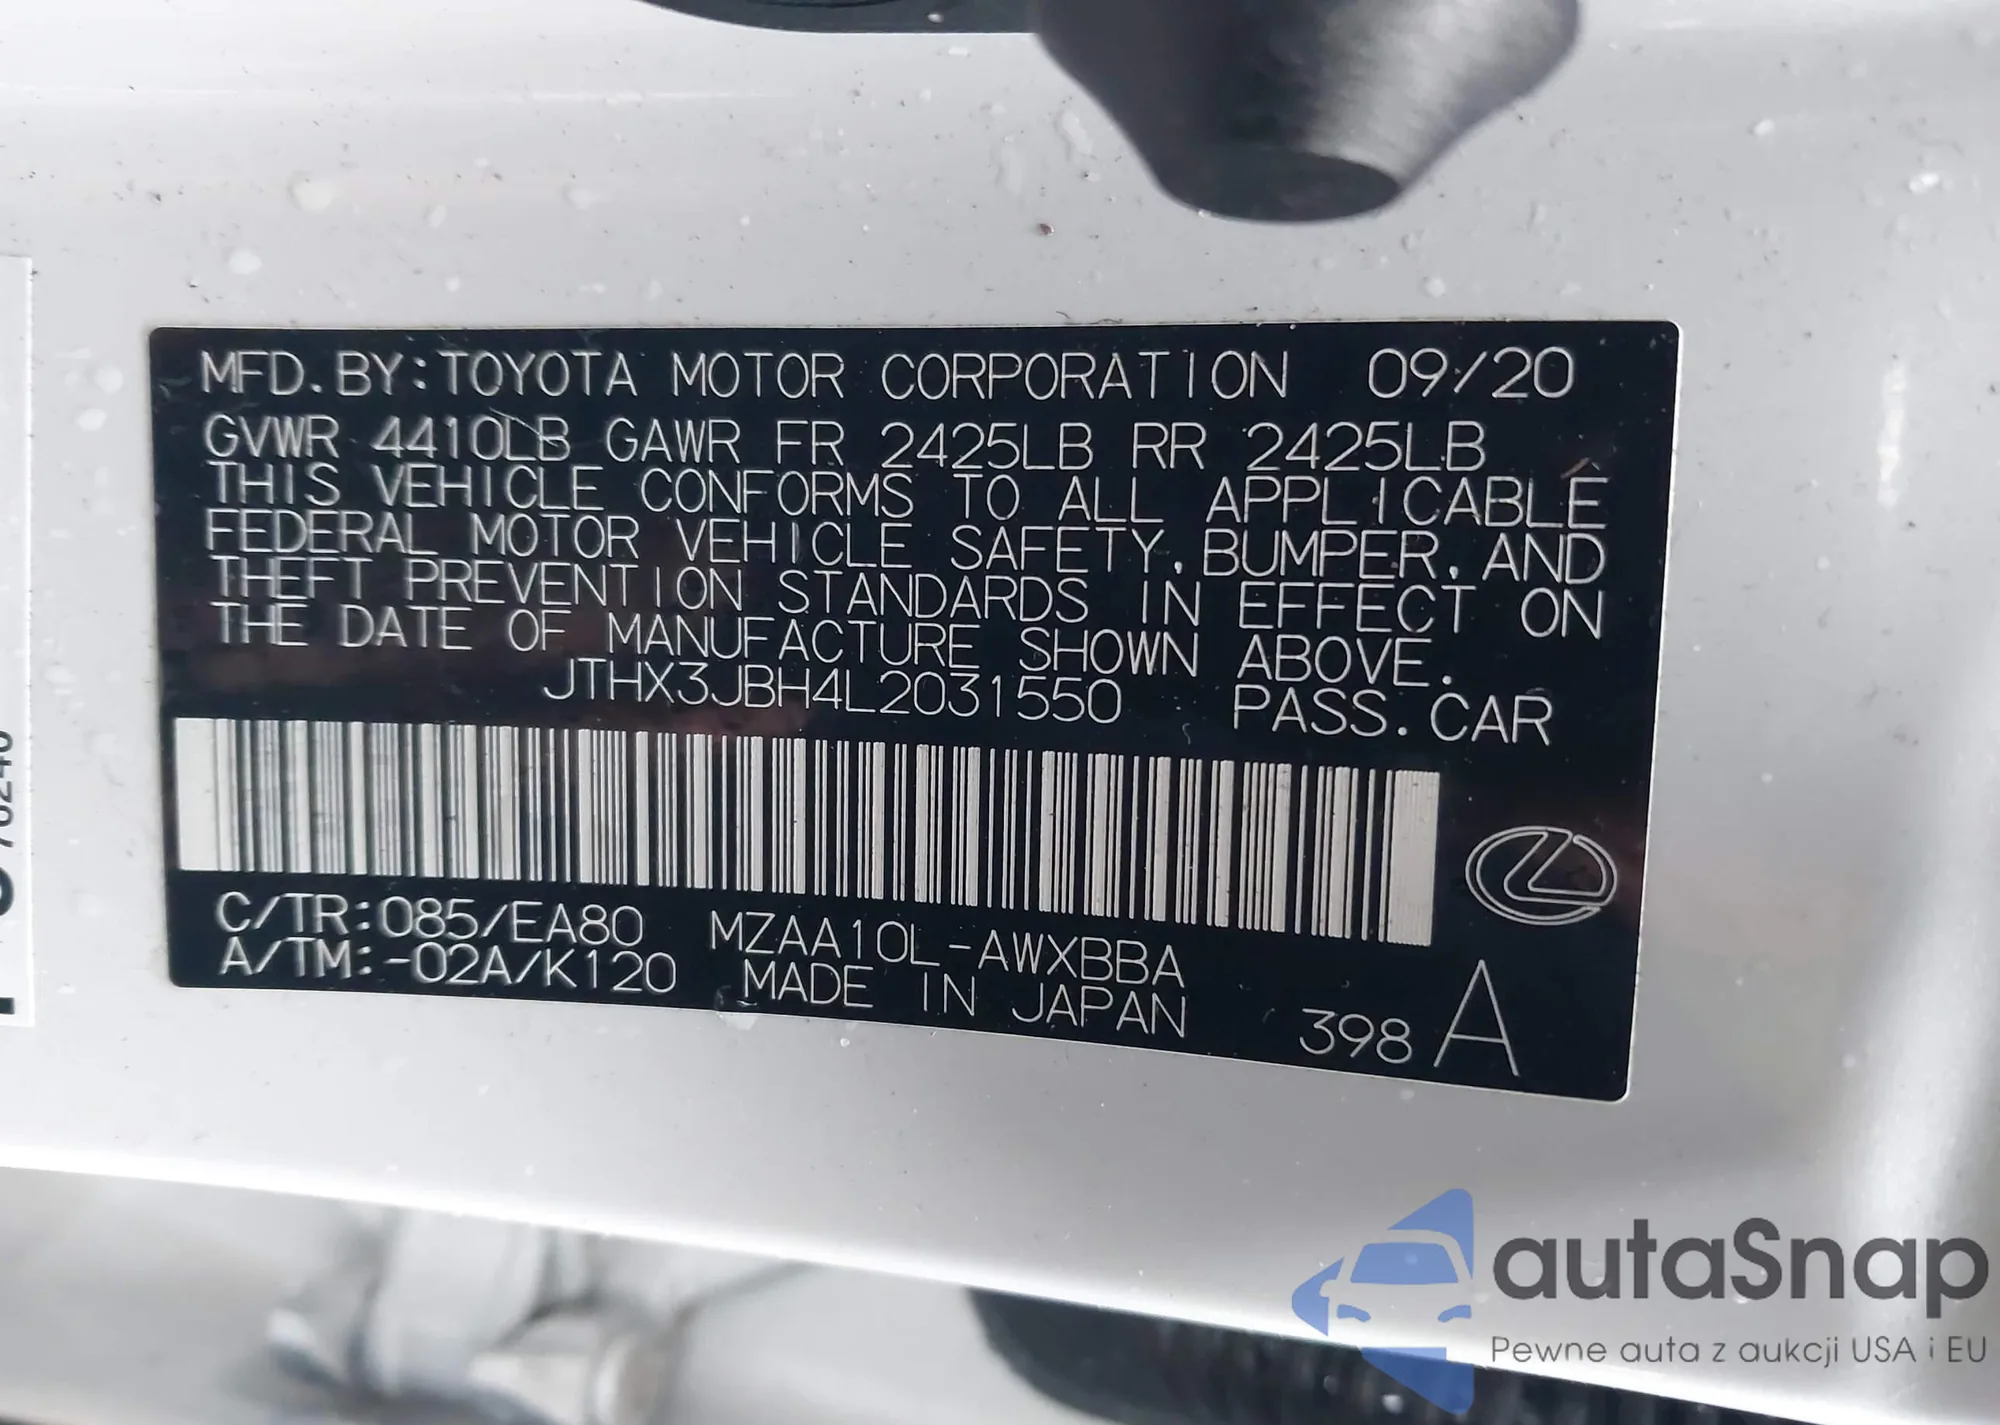 MFD.BY:TOYOTA MOTOR CORPORATION 09/20
GVWR 4410LB GAWR FR 2425LB RR 2425LB
THIS VEHICLE CONFORMS TO ALL APPLICABLE
FEDERAL MOTOR VEHICLE SAFETY, BUMPER, AND
THEFT PREVENTION STANDARDS IN EFFECT ON
THE DATE OF MANUFACTURE SHOWN ABOVE.
JTHX3JBH4L2031550 PASS.CAR
C/TR:085/EA80 MZAA10L-AWXBBA
A/TM:-02A/K120 MADE IN JAPAN
398 A
autaSnap
Pewne auta z aukcji USA i EU